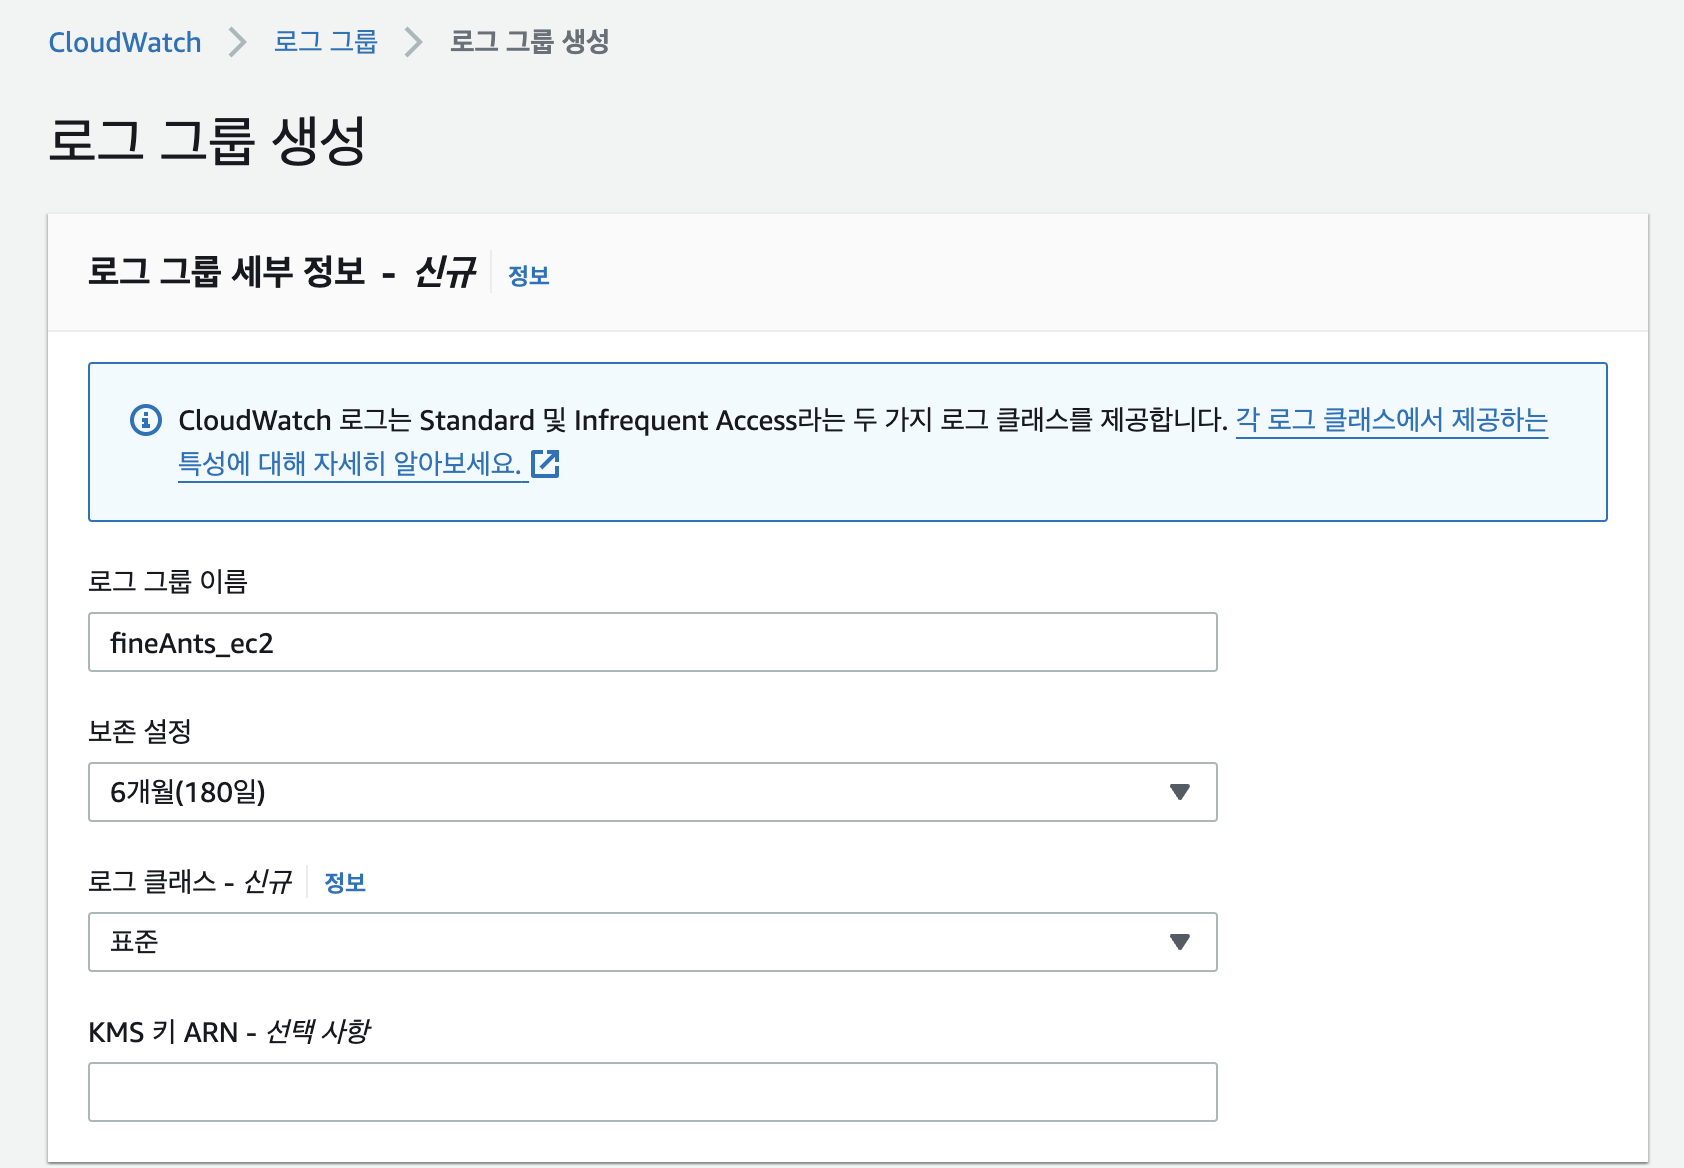 CloudWatch > 로그 그룹 > 로그 그룹 생성
로그 그룹 생성
로그 그룹 세부 정보 - 신규 정보
CloudWatch 로그는 Standard 및 Infrequent Access라는 두 가지 로그 클래스를 제공합니다. 각 로그 클래스에서 제공하는
특성에 대해 자세히 알아보세요.
로그 그룹 이름
fineAnts_ec2
보존 설정
6개월(180일)
로그 클래스 - 신규 정보
표준
KMS 키 ARN - 선택 사항